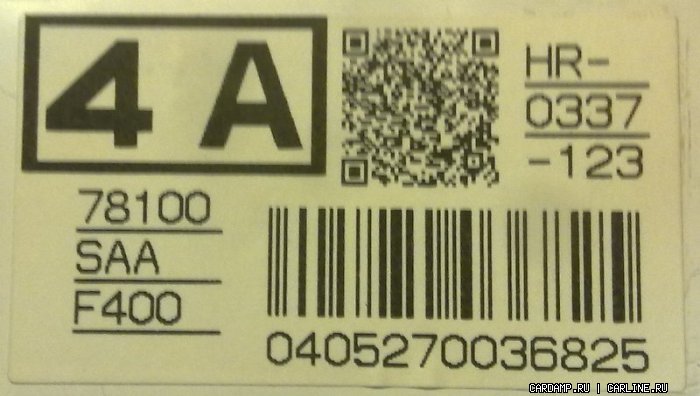 4 A
HR-
0337
-123
78100
SAA
F400
0405270036825
CARDAMP.RU | CARLINE.RU